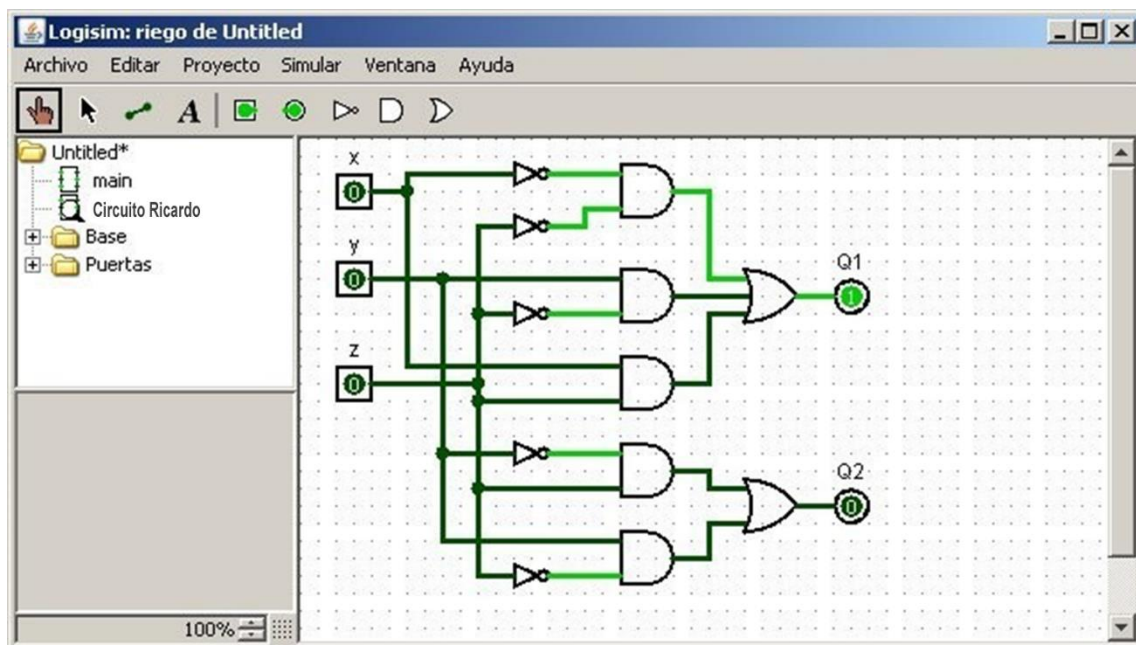 Logisim: riego de Untitled
Archivo Editar Proyecto Simular Ventana Ayuda
A
Untitled*
main
Circuito Ricardo
Base
Puertas
100%
x
0
y
0
z
0
Q1
1
Q2
0